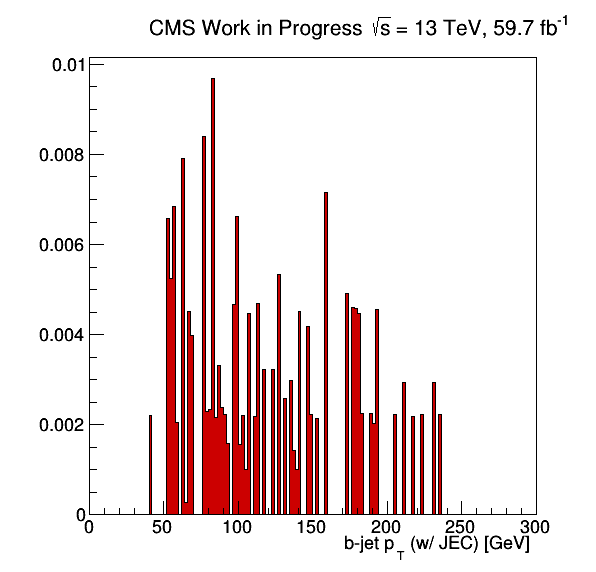 CMS Work in Progress √s = 13 TeV, 59.7 fb⁻¹
0.01
0.008
0.006
0.004
0.002
0
0 50 100 150 200 250 300
b-jet p_T (w/ JEC) [GeV]